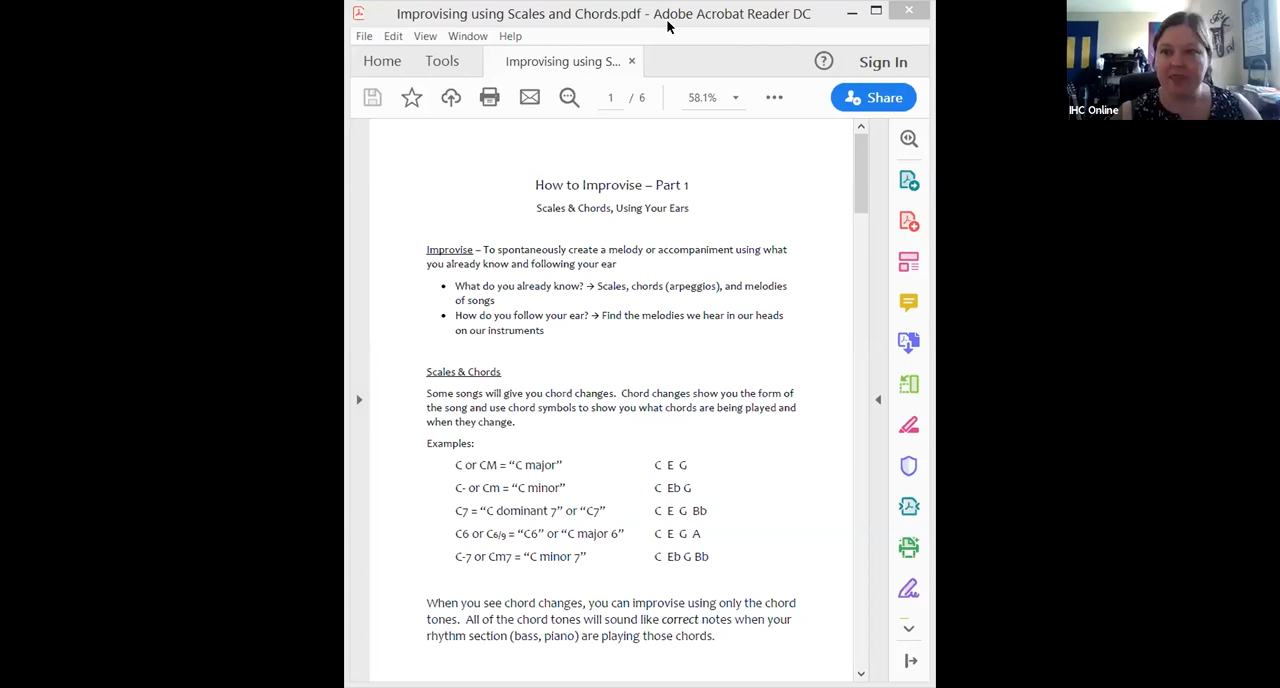 Improvising using Scales and Chords.pdf - Adobe Acrobat Reader DC
File Edit View Window Help
Home Tools Improvising using S... × Sign In
1 / 6 58.1% Share
IHC Online
How to Improvise – Part 1
Scales & Chords, Using Your Ears
Improvise – To spontaneously create a melody or accompaniment using what
you already know and following your ear
• What do you already know? → Scales, chords (arpeggios), and melodies
of songs
• How do you follow your ear? → Find the melodies we hear in our heads
on our instruments
Scales & Chords
Some songs will give you chord changes. Chord changes show you the form of
the song and use chord symbols to show you what chords are being played and
when they change.
Examples:
C or CM = “C major” C E G
C- or Cm = “C minor” C Eb G
C7 = “C dominant 7” or “C7” C E G Bb
C6 or C6/9 = “C6” or “C major 6” C E G A
C-7 or Cm7 = “C minor 7” C Eb G Bb
When you see chord changes, you can improvise using only the chord
tones. All of the chord tones will sound like correct notes when your
rhythm section (bass, piano) are playing those chords.